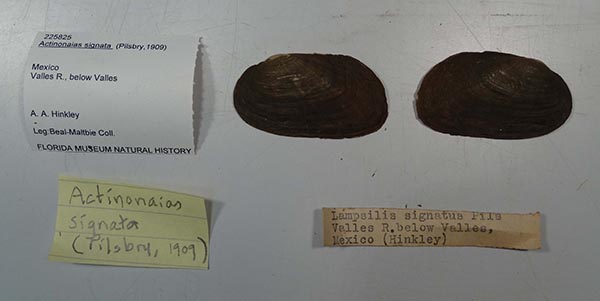 225825
Actinonaias signata (Pilsbry,1909)
Mexico
Valles R., below Valles
A. A. Hinkley
Leg:Beal-Maltbie Coll.
FLORIDA MUSEUM NATURAL HISTORY
Actinonaias
signata
(Pilsbry, 1909)
Lampsilis signatus Pils
Valles R.below Valles,
Mexico (Hinkley)